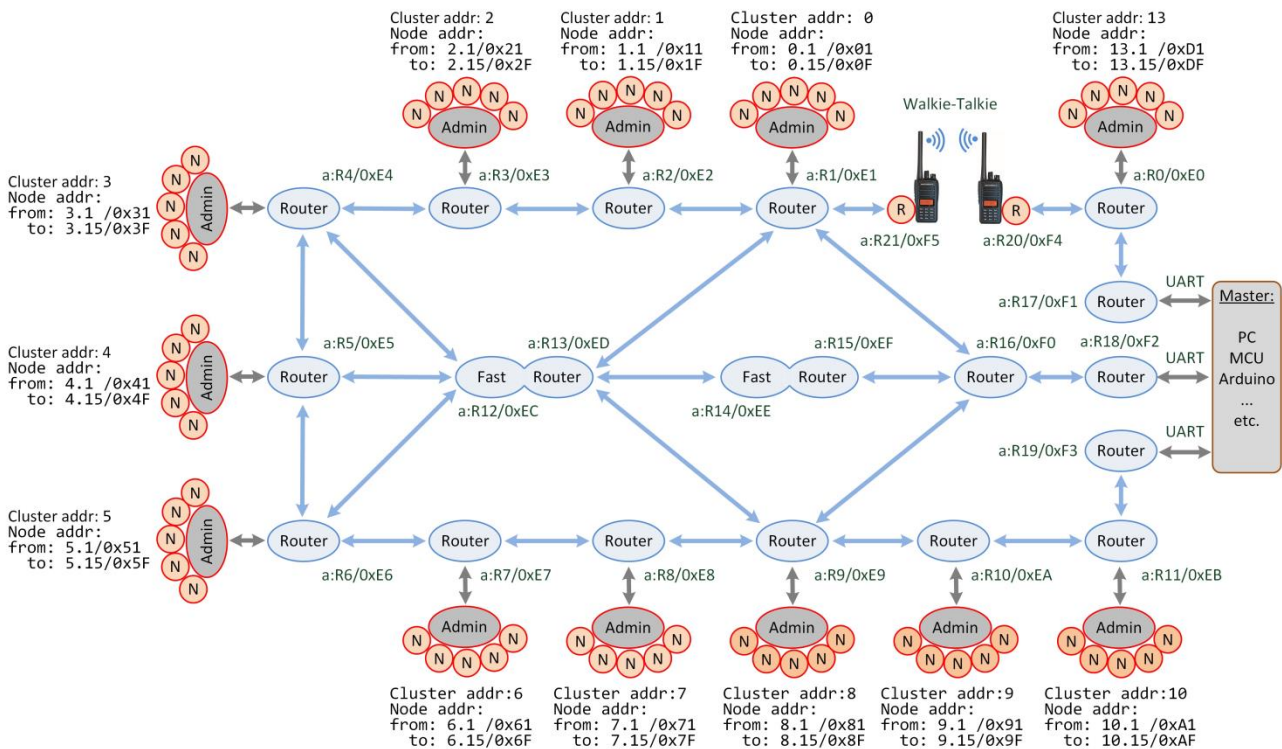 Cluster addr: 2
Node addr:
from: 2.1/0x21
to: 2.15/0x2F
Cluster addr: 1
Node addr:
from: 1.1/0x11
to: 1.15/0x1F
Cluster addr: 0
Node addr:
from: 0.1/0x01
to: 0.15/0x0F
Cluster addr: 13
Node addr:
from: 13.1 /0xD1
to: 13.15/0xDF
N N N N N
Admin
N N N N N
Admin
N N N N N
Admin
N N N N N
Admin
Walkie-Talkie
Cluster addr: 3
Node addr:
from: 3.1 /0x31
to: 3.15/0x3F
N N N N N
Admin
a:R4/0xE4
Router
a:R3/0xE3
Router
a:R2/0xE2
Router
a:R1/0xE1
Router
R
a:R21/0xF5
R
a:R20/0xF4
a:R0/0xE0
Router
a:R17/0xF1
Router
UART
Master:
PC
MCU
Arduino
...
etc.
Cluster addr: 4
Node addr:
from: 4.1 /0x41
to: 4.15/0x4F
N N N N N
Admin
a:R5/0xE5
Router
a:R13/0xED
Fast Router
a:R12/0xEC
a:R15/0xEF
Fast Router
a:R14/0xEE
a:R16/0xF0
Router
a:R18/0xF2
Router
UART
a:R19/0xF3
Router
UART
Cluster addr: 5
Node addr:
from: 5.1/0x51
to: 5.15/0x5F
N N N N N
Admin
Router
a:R6/0xE6
Router
a:R7/0xE7
Router
a:R8/0xE8
Router
a:R9/0xE9
Router
a:R10/0xEA
Router
a:R11/0xEB
Admin
N N N N N
Admin
N N N N N
Admin
N N N N N
Admin
N N N N N
Admin
N N N N N
Cluster addr:6
Node addr:
from: 6.1 /0x61
to: 6.15/0x6F
Cluster addr:7
Node addr:
from: 7.1 /0x71
to: 7.15/0x7F
Cluster addr:8
Node addr:
from: 8.1 /0x81
to: 8.15/0x8F
Cluster addr:9
Node addr:
from: 9.1 /0x91
to: 9.15/0x9F
Cluster addr: 10
Node addr:
from: 10.1 /0xA1
to: 10.15/0xAF